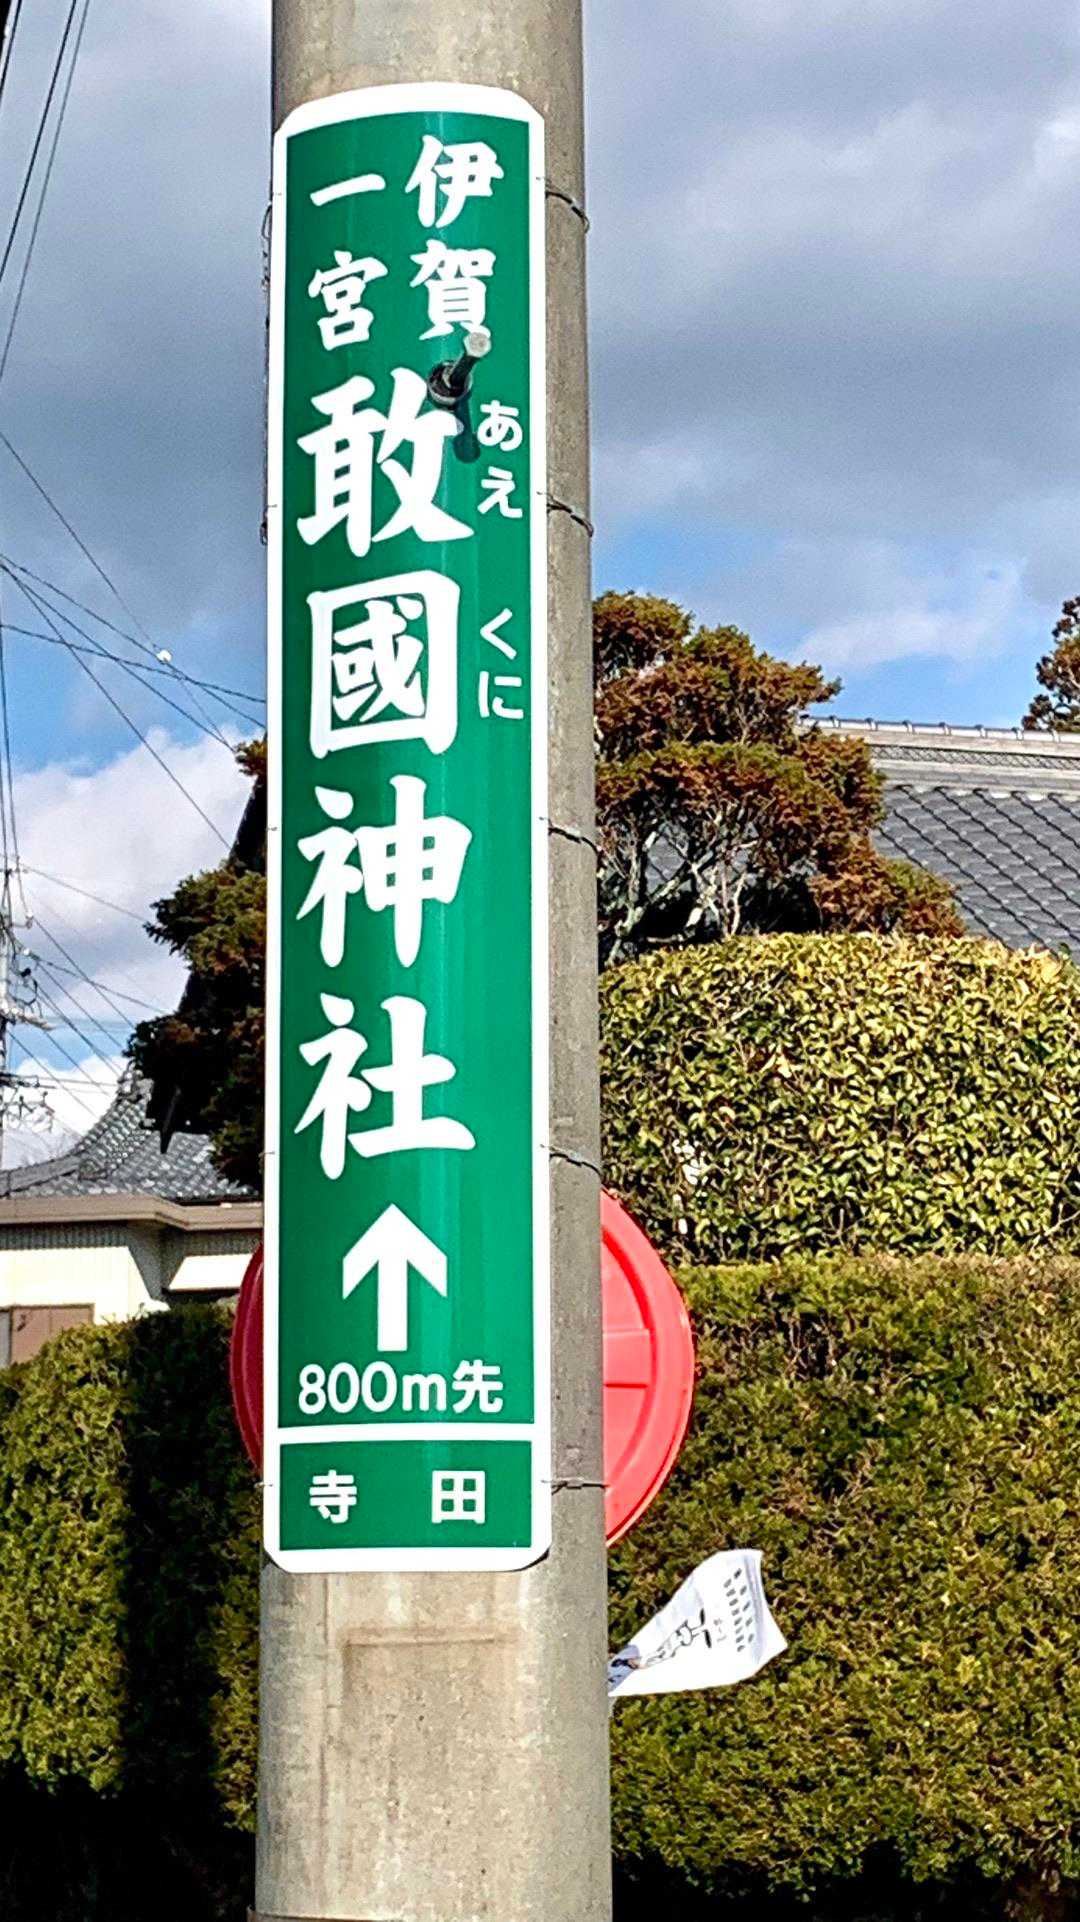 伊賀
一宮
敢國神社
あえ くに
800m先
寺 田